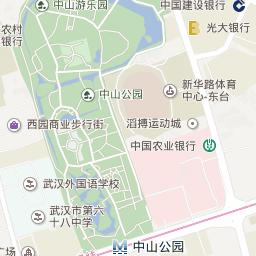 中山游乐园
中国建设银行
农村
银行
光大银行
中山公园
新华路体育
中心-东台
西园商业步行街
滔搏运动城
中国农业银行
武汉外国语学校
武汉市第六
十八中学
广场
中山公园